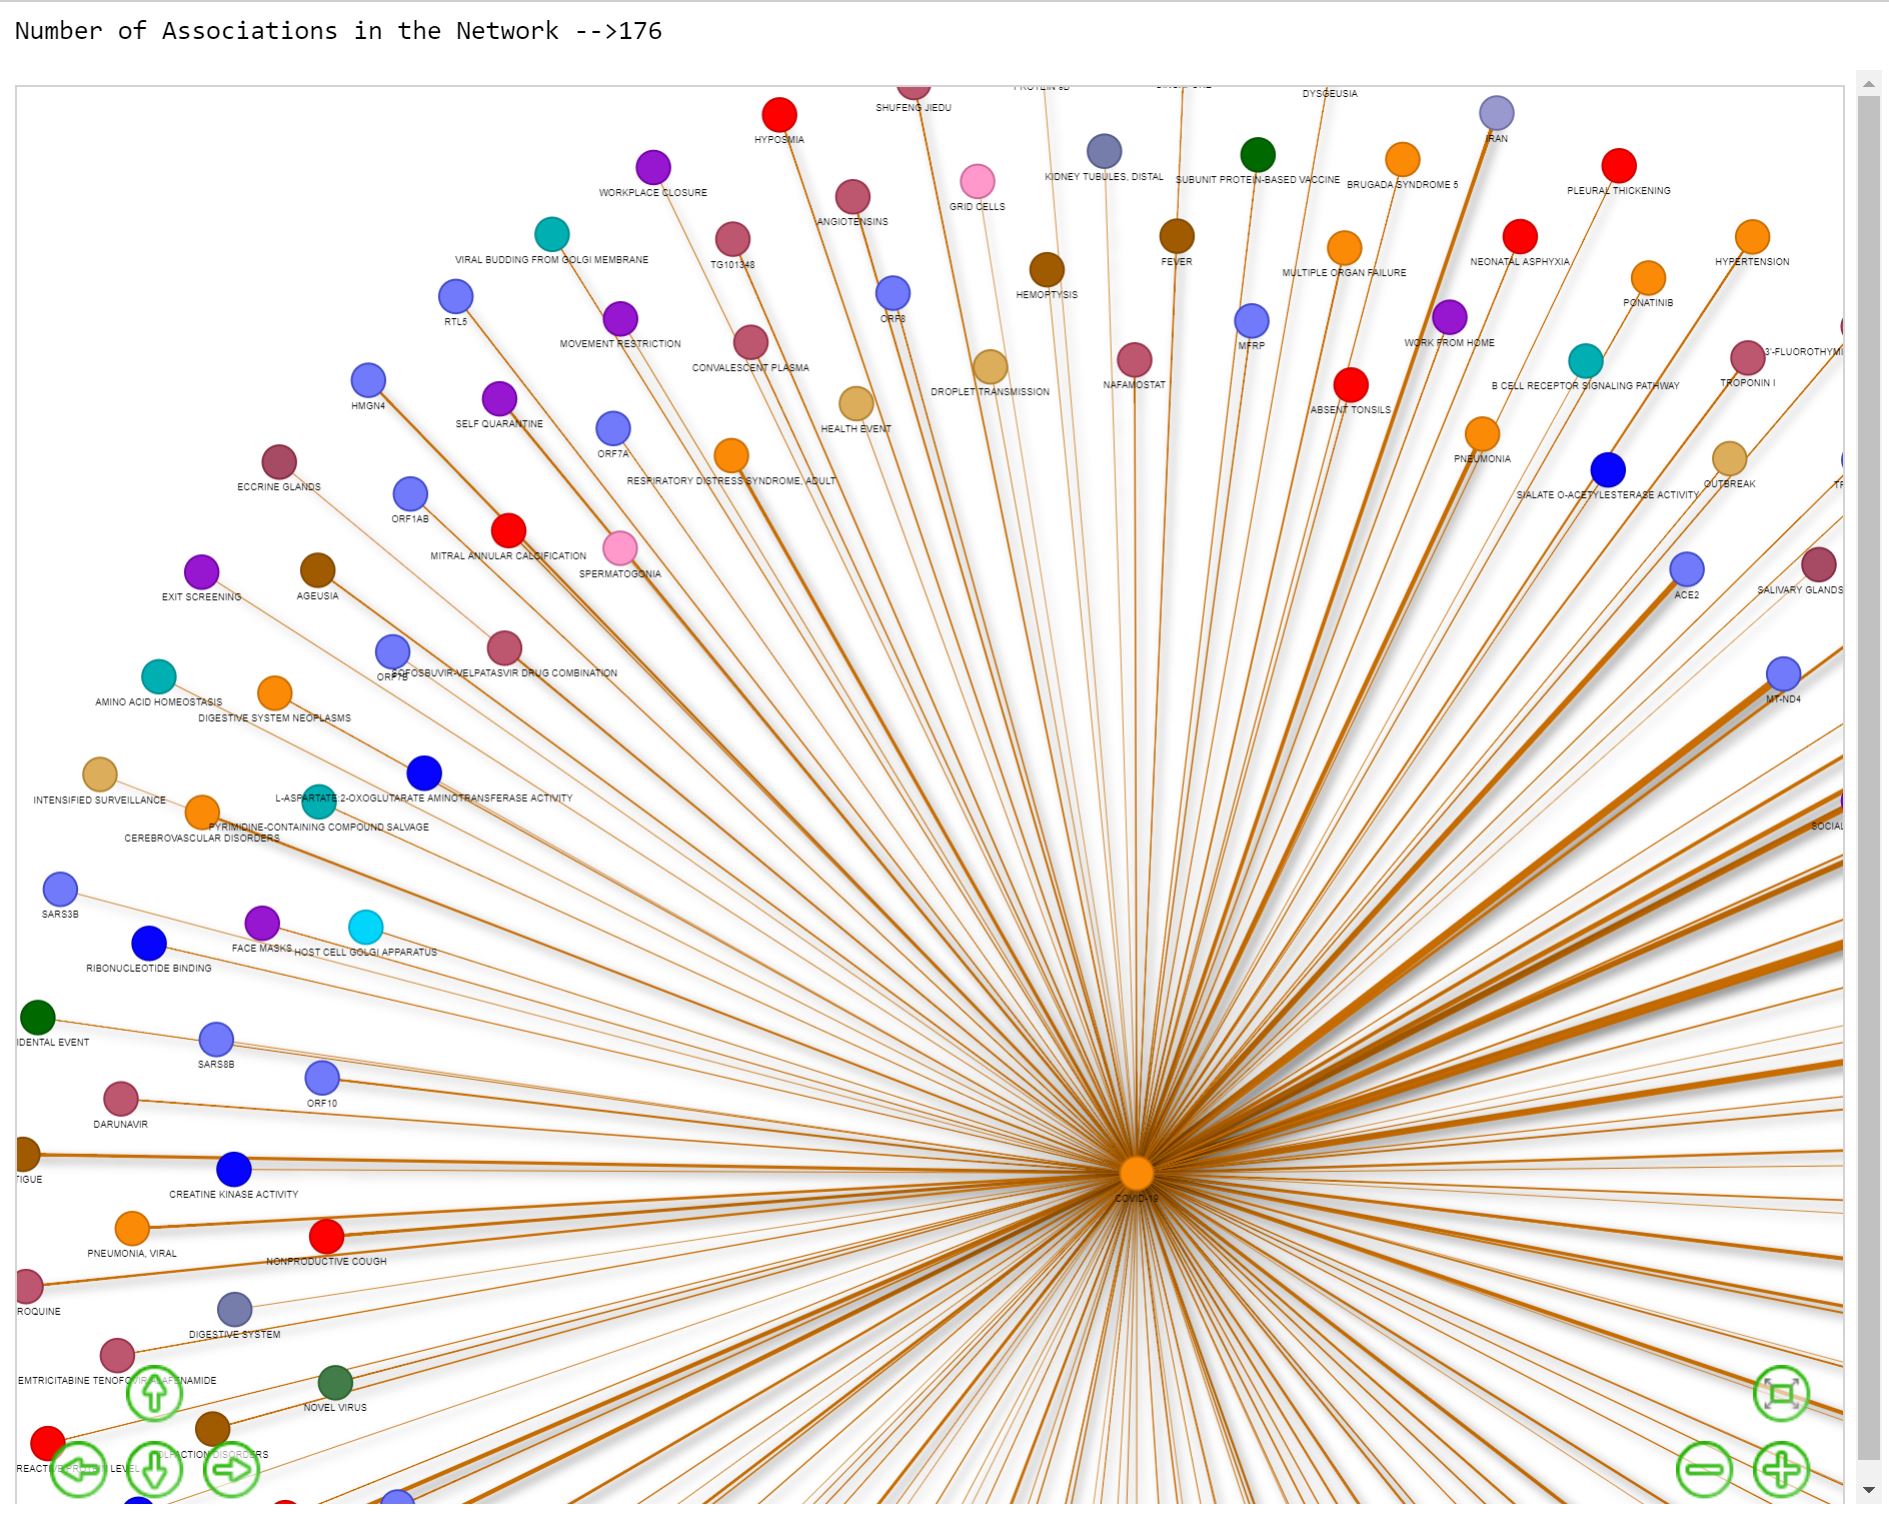 Number of Associations in the Network -->176
SHUFENG JIEDU
DYSGEUSIA
HYPOSMIA
IRAN
KIDNEY TUBULES, DISTAL
SUBUNIT PROTEIN-BASED VACCINE
BRUGADA SYNDROME 5
PLEURAL THICKENING
WORKPLACE CLOSURE
GRID CELLS
ANGIOTENSINS
VIRAL BUDDING FROM GOLGI MEMBRANE
TG101348
FEVER
MULTIPLE ORGAN FAILURE
NEONATAL ASPHYXIA
HYPERTENSION
HEMOPTYSIS
PONATINIB
RTL5
ORF8
MOVEMENT RESTRICTION
MFRP
WORK FROM HOME
3'-FLUOROTHYMI
CONVALESCENT PLASMA
NAFAMOSTAT
B CELL RECEPTOR SIGNALING PATHWAY
TROPONIN I
DROPLET TRANSMISSION
HMGN4
ABSENT TONSILS
SELF QUARANTINE
HEALTH EVENT
ORF7A
PNEUMONIA
RESPIRATORY DISTRESS SYNDROME, ADULT
OUTBREAK
ECCRINE GLANDS
SIALATE O-ACETYLESTERASE ACTIVITY
ORF1AB
MITRAL ANNULAR CALCIFICATION
SPERMATOGONIA
SALIVARY GLANDS
EXIT SCREENING
AGEUSIA
ACE2
ORF7B
SOFOSBUVIR-VELPATASVIR DRUG COMBINATION
AMINO ACID HOMEOSTASIS
MT-ND4
DIGESTIVE SYSTEM NEOPLASMS
INTENSIFIED SURVEILLANCE
L-ASPARTATE:2-OXOGLUTARATE AMINOTRANSFERASE ACTIVITY
PYRIMIDINE-CONTAINING COMPOUND SALVAGE
SOCIAL
CEREBROVASCULAR DISORDERS
SARS3B
FACE MASKS
HOST CELL GOLGI APPARATUS
RIBONUCLEOTIDE BINDING
IDENTAL EVENT
SARS8B
ORF10
DARUNAVIR
TIGUE
CREATINE KINASE ACTIVITY
COVID-19
PNEUMONIA, VIRAL
NONPRODUCTIVE COUGH
ROQUINE
DIGESTIVE SYSTEM
EMTRICITABINE TENOFOVIR ALAFENAMIDE
NOVEL VIRUS
OLFACTION DISORDERS
REACTIVE PROTEIN LEVEL